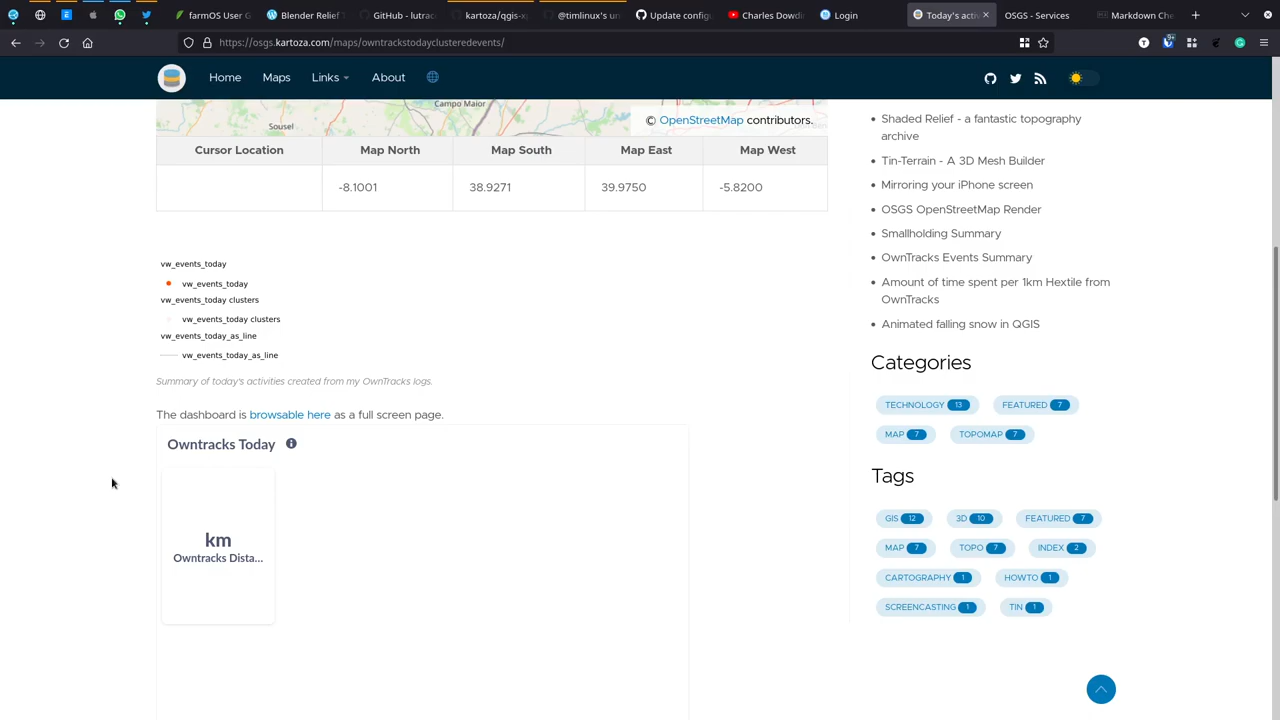 farmOS User G
Blender Relief
GitHub - lutrac
kartoza/qgis-xp
@timlinux's un
Update config
Charles Dowdi
Login
Today's activ
OSGS - Services
Markdown Che
https://osgs.kartoza.com/maps/owntrackstodayclusteredevents/
Home
Maps
Links
About
Campo Maior
Sousel
© OpenStreetMap contributors.
Cursor Location Map North Map South Map East Map West
-8.1001 38.9271 39.9750 -5.8200
vw_events_today
vw_events_today
vw_events_today clusters
vw_events_today clusters
vw_events_today_as_line
vw_events_today_as_line
Summary of today's activities created from my OwnTracks logs.
The dashboard is browsable here as a full screen page.
Owntracks Today
km
Owntracks Dista...
Shaded Relief - a fantastic topography
archive
Tin-Terrain - A 3D Mesh Builder
Mirroring your iPhone screen
OSGS OpenStreetMap Render
Smallholding Summary
OwnTracks Events Summary
Amount of time spent per 1km Hextile from
OwnTracks
Animated falling snow in QGIS
Categories
TECHNOLOGY 13 FEATURED 7
MAP 7 TOPOMAP 7
Tags
GIS 12 3D 10 FEATURED 7
MAP 7 TOPO 7 INDEX 2
CARTOGRAPHY 1 HOWTO 1
SCREENCASTING 1 TIN 1